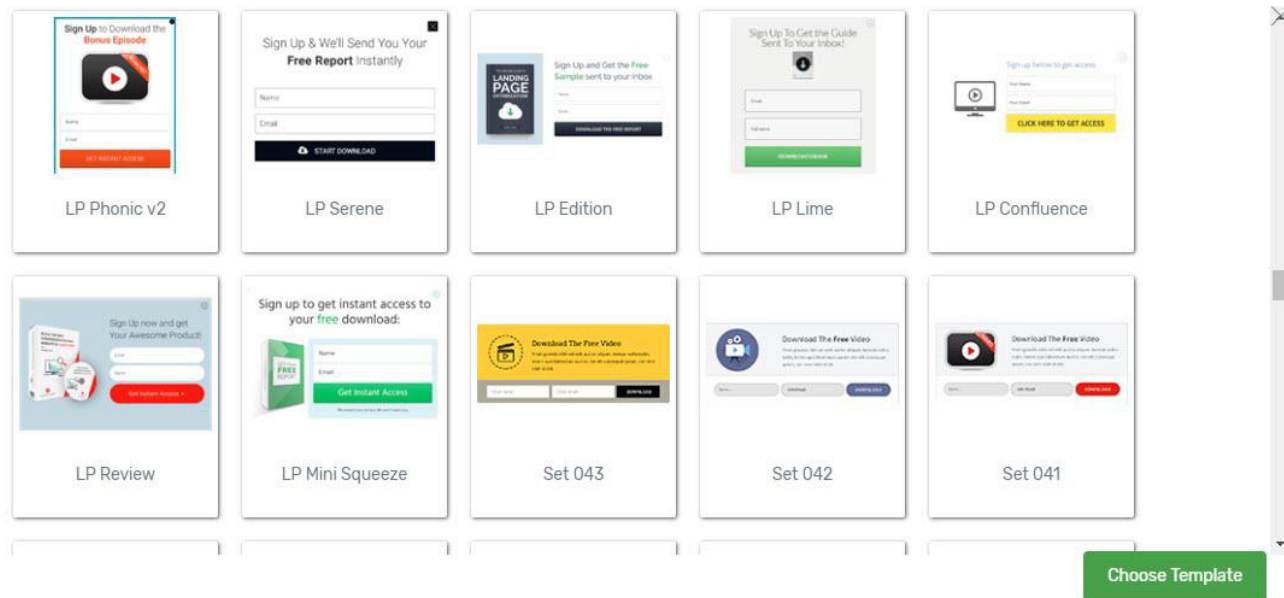 Sign Up to Download the
Bonus Episode
Name
Email
GET INSTANT ACCESS
LP Phonic v2
Sign Up & We'll Send You Your
Free Report Instantly
Name
Email
START DOWNLOAD
LP Serene
LANDING
PAGE
Sign Up and Get the Free
Sample sent to your inbox
DOWNLOAD THE FREE REPORT
LP Edition
Sign Up To Get the Guide
Sent To Your Inbox!
Email
LP Lime
Sign up below to get access
Your Name
Your Email
CLICK HERE TO GET ACCESS
LP Confluence
Sign Up now and get
Your Awesome Product!
Email
Name
Get Instant Access >
LP Review
Sign up to get instant access to
your free download:
FREE
REPORT
Name
Email
Get Instant Access
LP Mini Squeeze
Download The Free Video
DOWNLOAD
Set 043
Download The Free Video
DOWNLOAD
Set 042
Download The Free Video
DOWNLOAD
Set 041
Choose Template